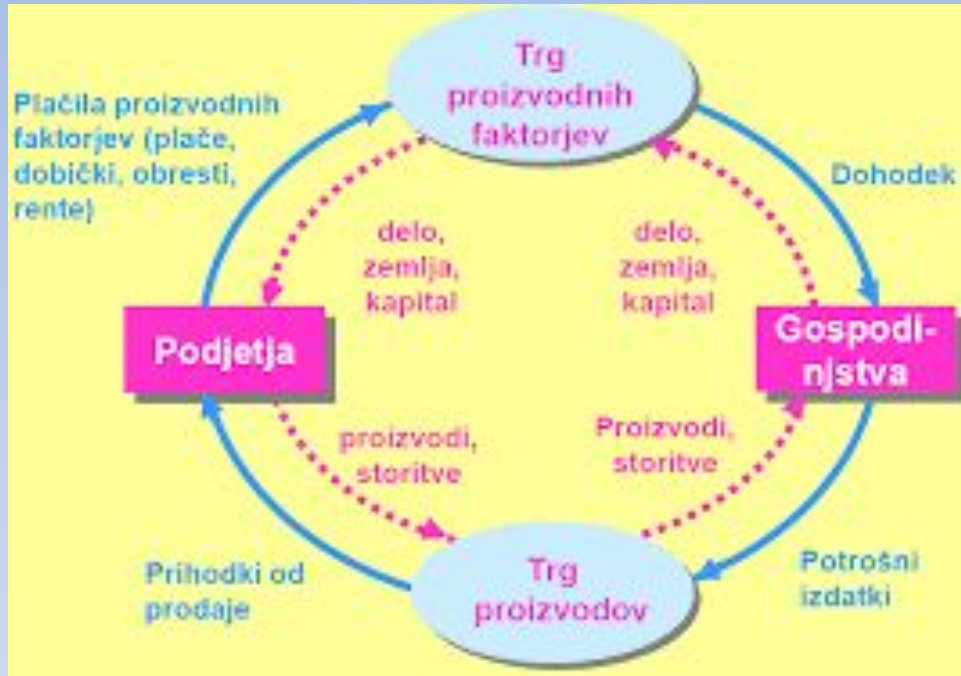 Trg
proizvodnih
faktorjev
Plačila proizvodnih
faktorjev (plače,
dobički, obresti,
rente)
Dohodek
delo,
zemlja,
kapital
delo,
zemlja,
kapital
Podjetja
Gospodi-
njstva
proizvodi,
storitve
Proizvodi,
storitve
Prihodki od
prodaje
Trg
proizvodov
Potrošni
izdatki